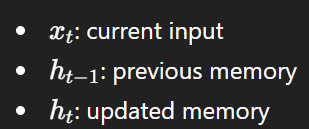 • xₜ: current input
• hₜ₋₁: previous memory
• hₜ: updated memory